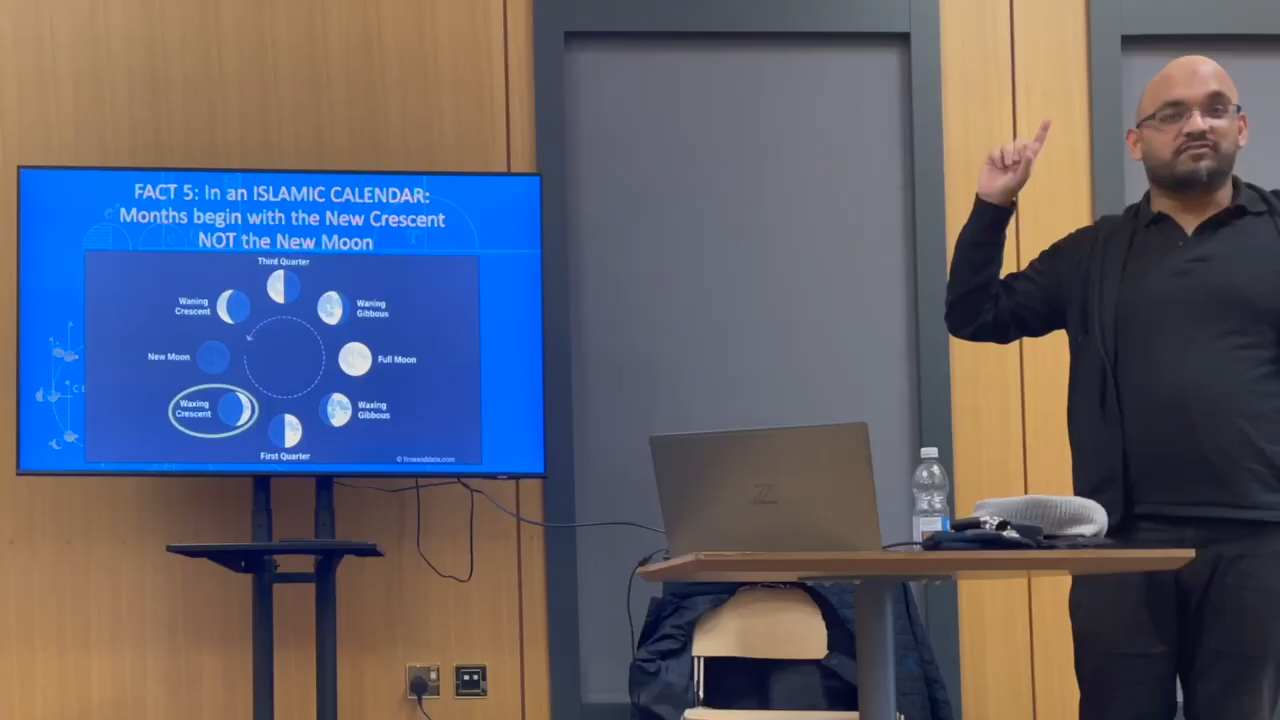 FACT 5: In an ISLAMIC CALENDAR:
Months begin with the New Crescent
NOT the New Moon
Third Quarter
Waning
Crescent
Waning
Gibbous
New Moon
Full Moon
Waxing
Crescent
Waxing
Gibbous
First Quarter
© timeanddate.com